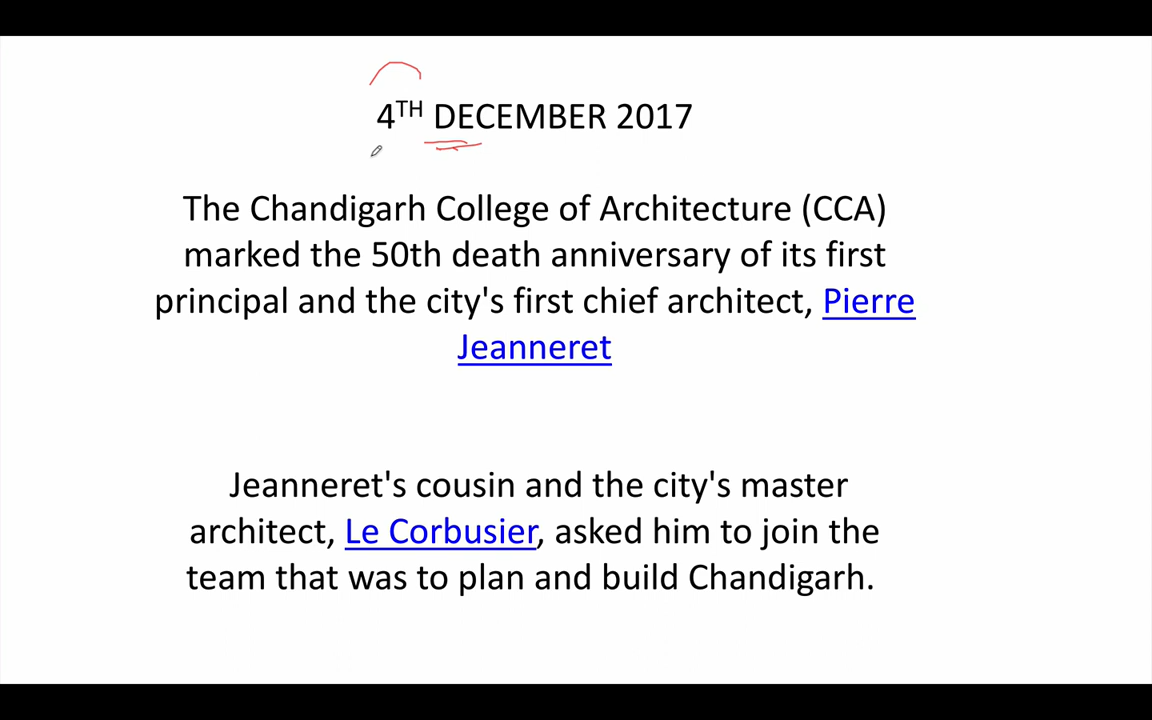 4TH DECEMBER 2017
The Chandigarh College of Architecture (CCA)
marked the 50th death anniversary of its first
principal and the city's first chief architect, Pierre
Jeanneret
Jeanneret's cousin and the city's master
architect, Le Corbusier, asked him to join the
team that was to plan and build Chandigarh.